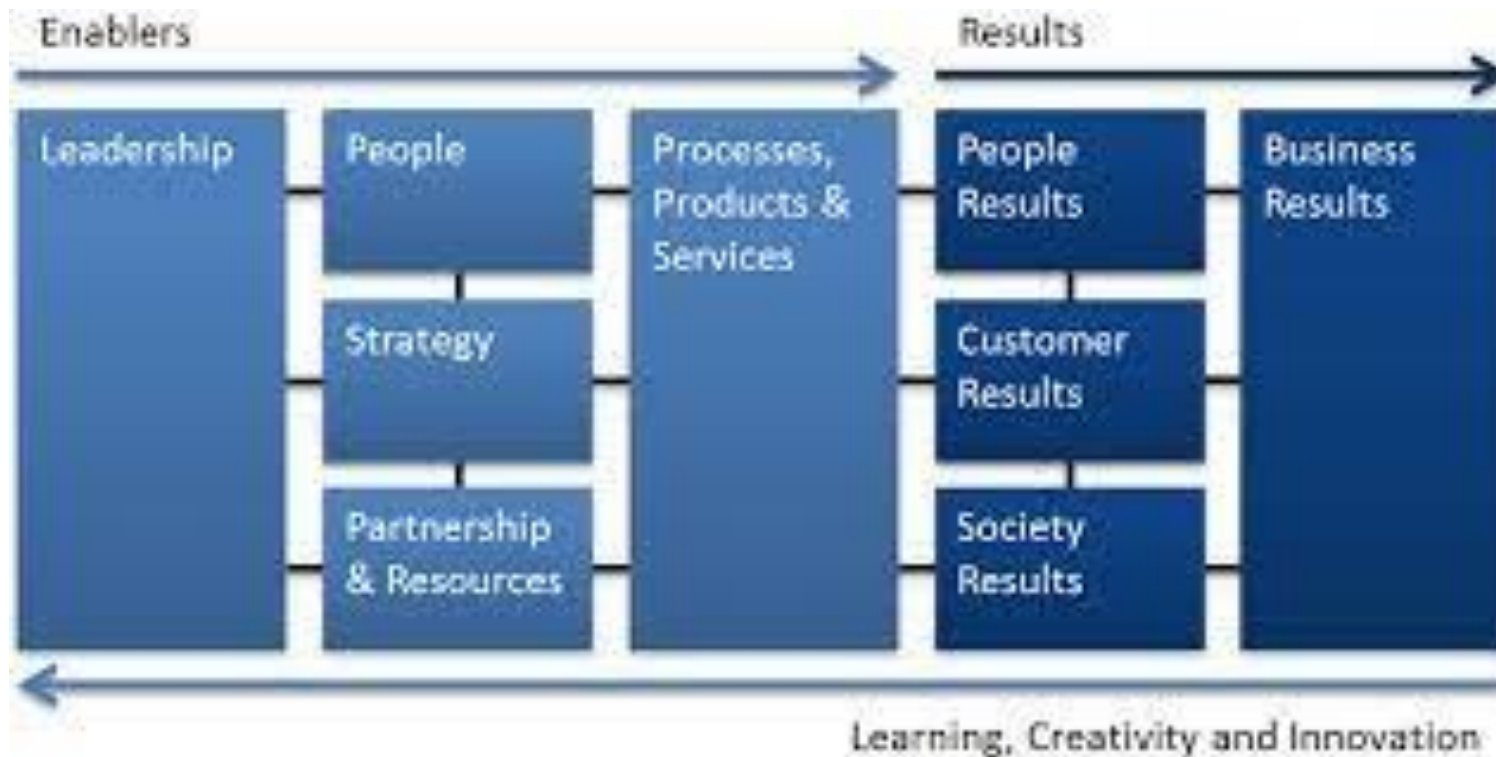 Enablers
Results
Leadership
People
Processes,
Products &
Services
People
Results
Business
Results
Strategy
Customer
Results
Partnership
& Resources
Society
Results
Learning, Creativity and Innovation